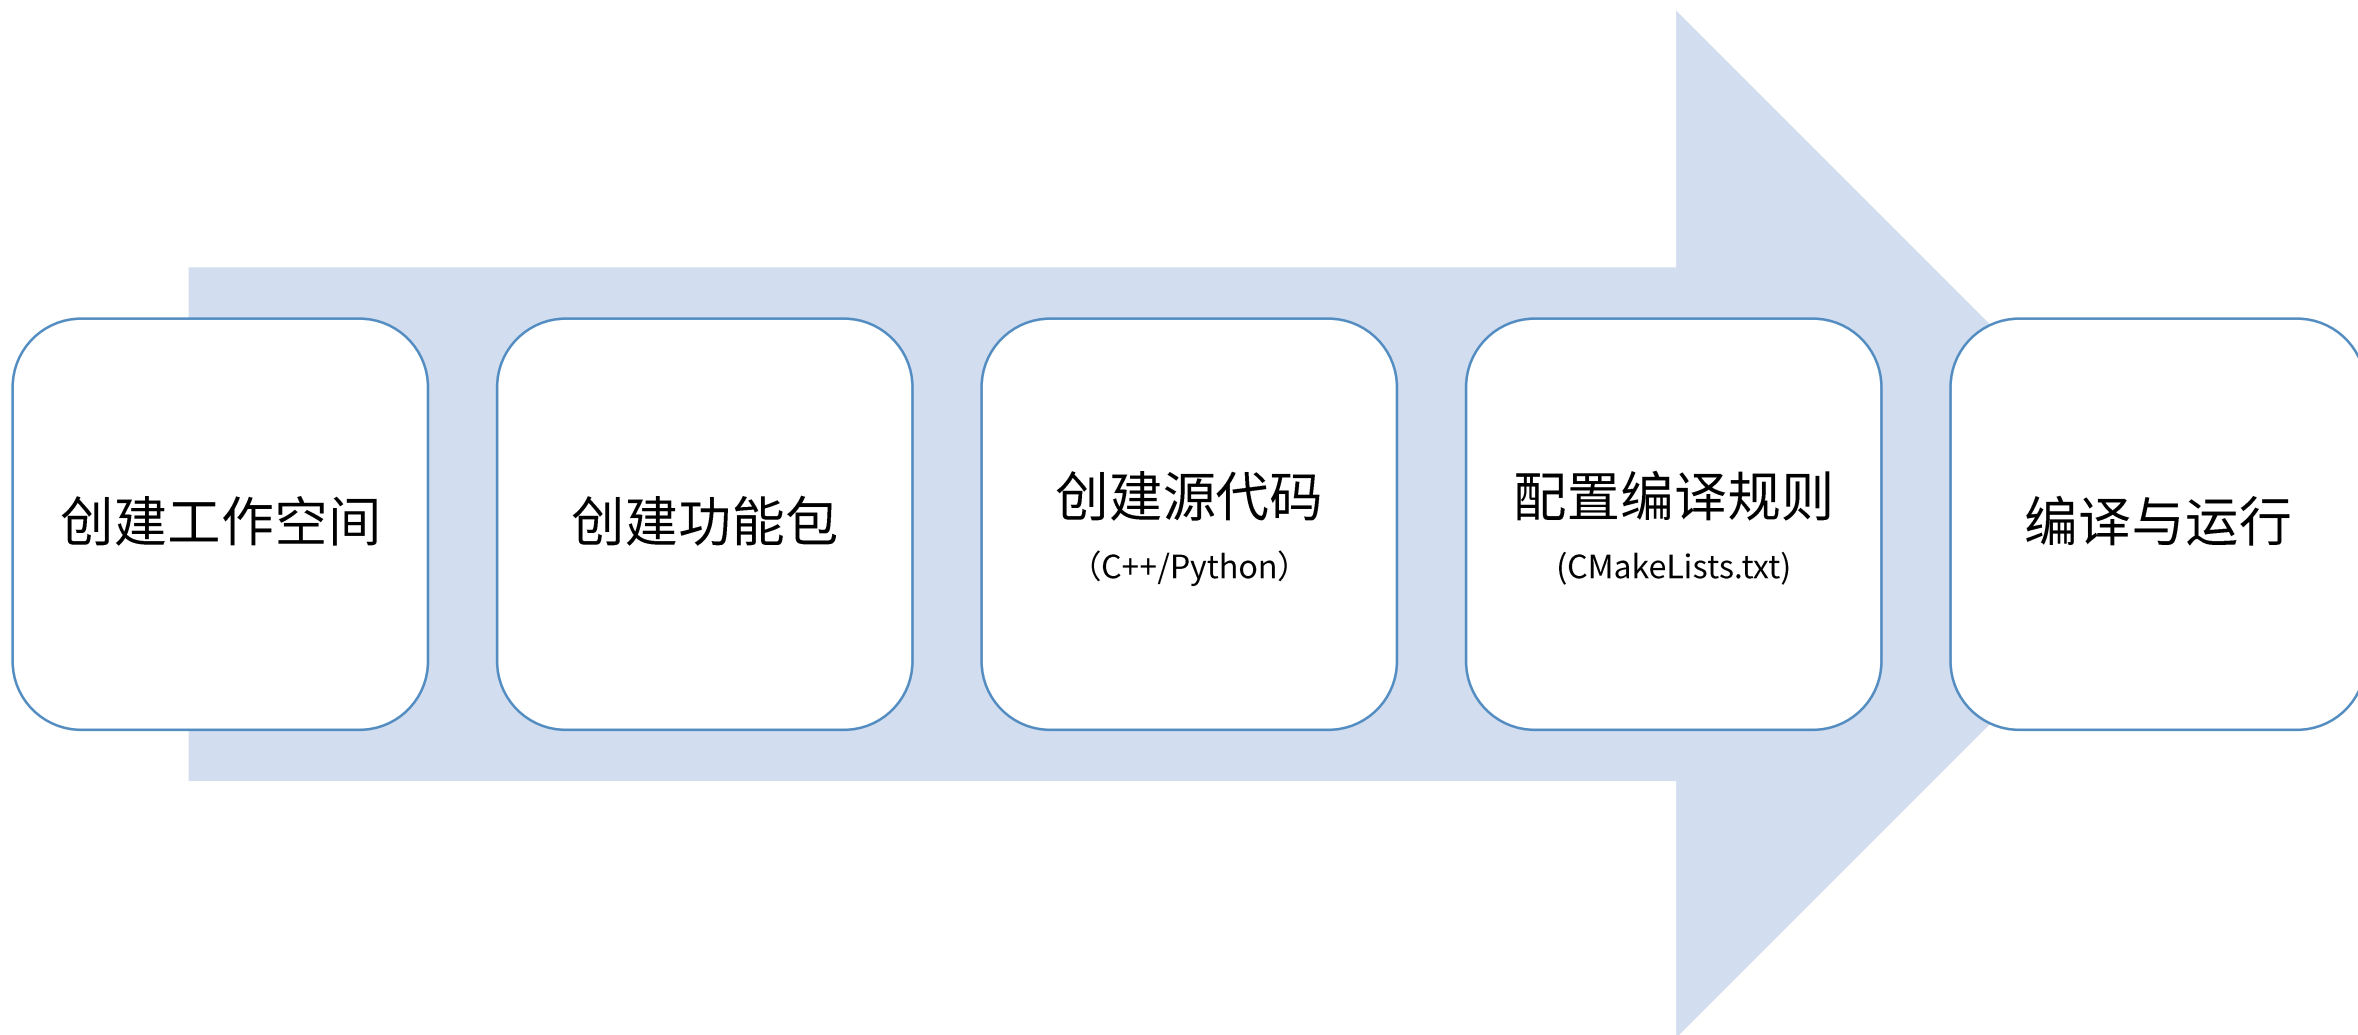 创建工作空间
创建功能包
创建源代码
（C++/Python）
配置编译规则
(CMakeLists.txt)
编译与运行